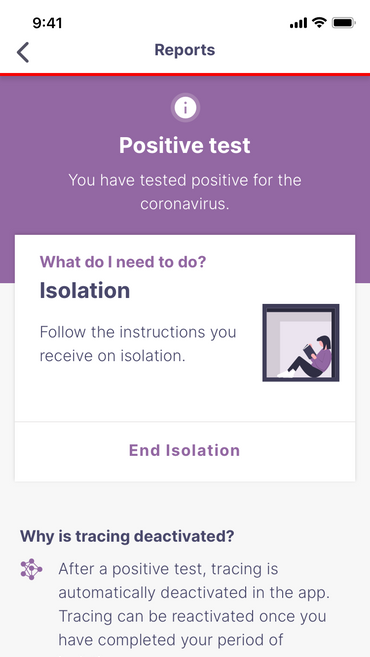 9:41
Reports
Positive test
You have tested positive for the
coronavirus.
What do I need to do?
Isolation
Follow the instructions you
receive on isolation.
End Isolation
Why is tracing deactivated?
After a positive test, tracing is
automatically deactivated in the app.
Tracing can be reactivated once you
have completed your period of